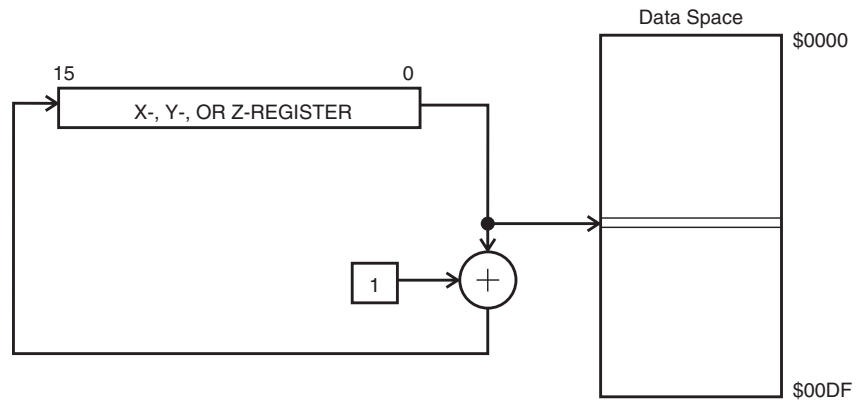 Data Space
$0000
15 0
X-, Y-, OR Z-REGISTER
1
+
$00DF